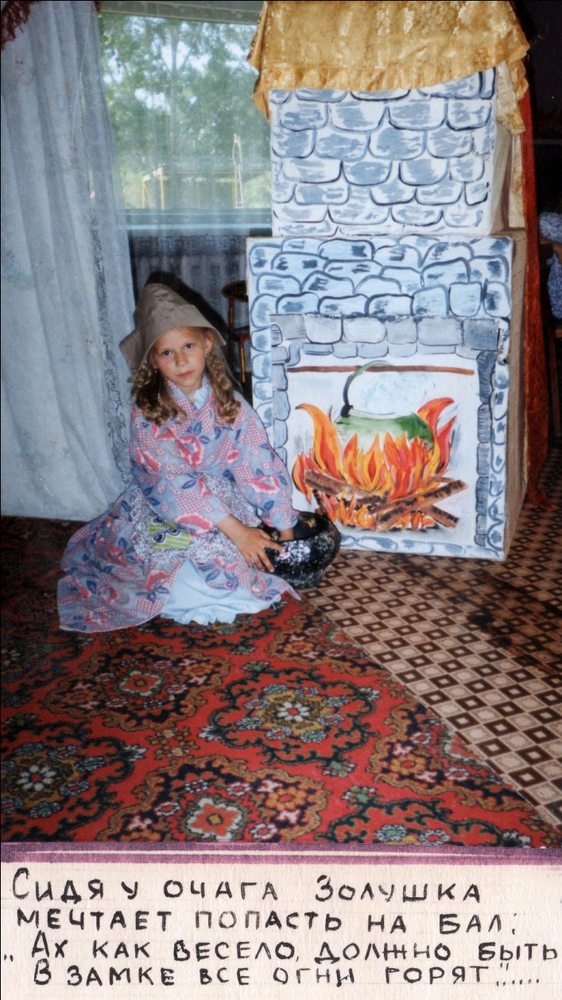 Сидя у очага Золушка
мечтает попасть на бал:
„Ах как весело, должно быть
В замке все огни горят"....